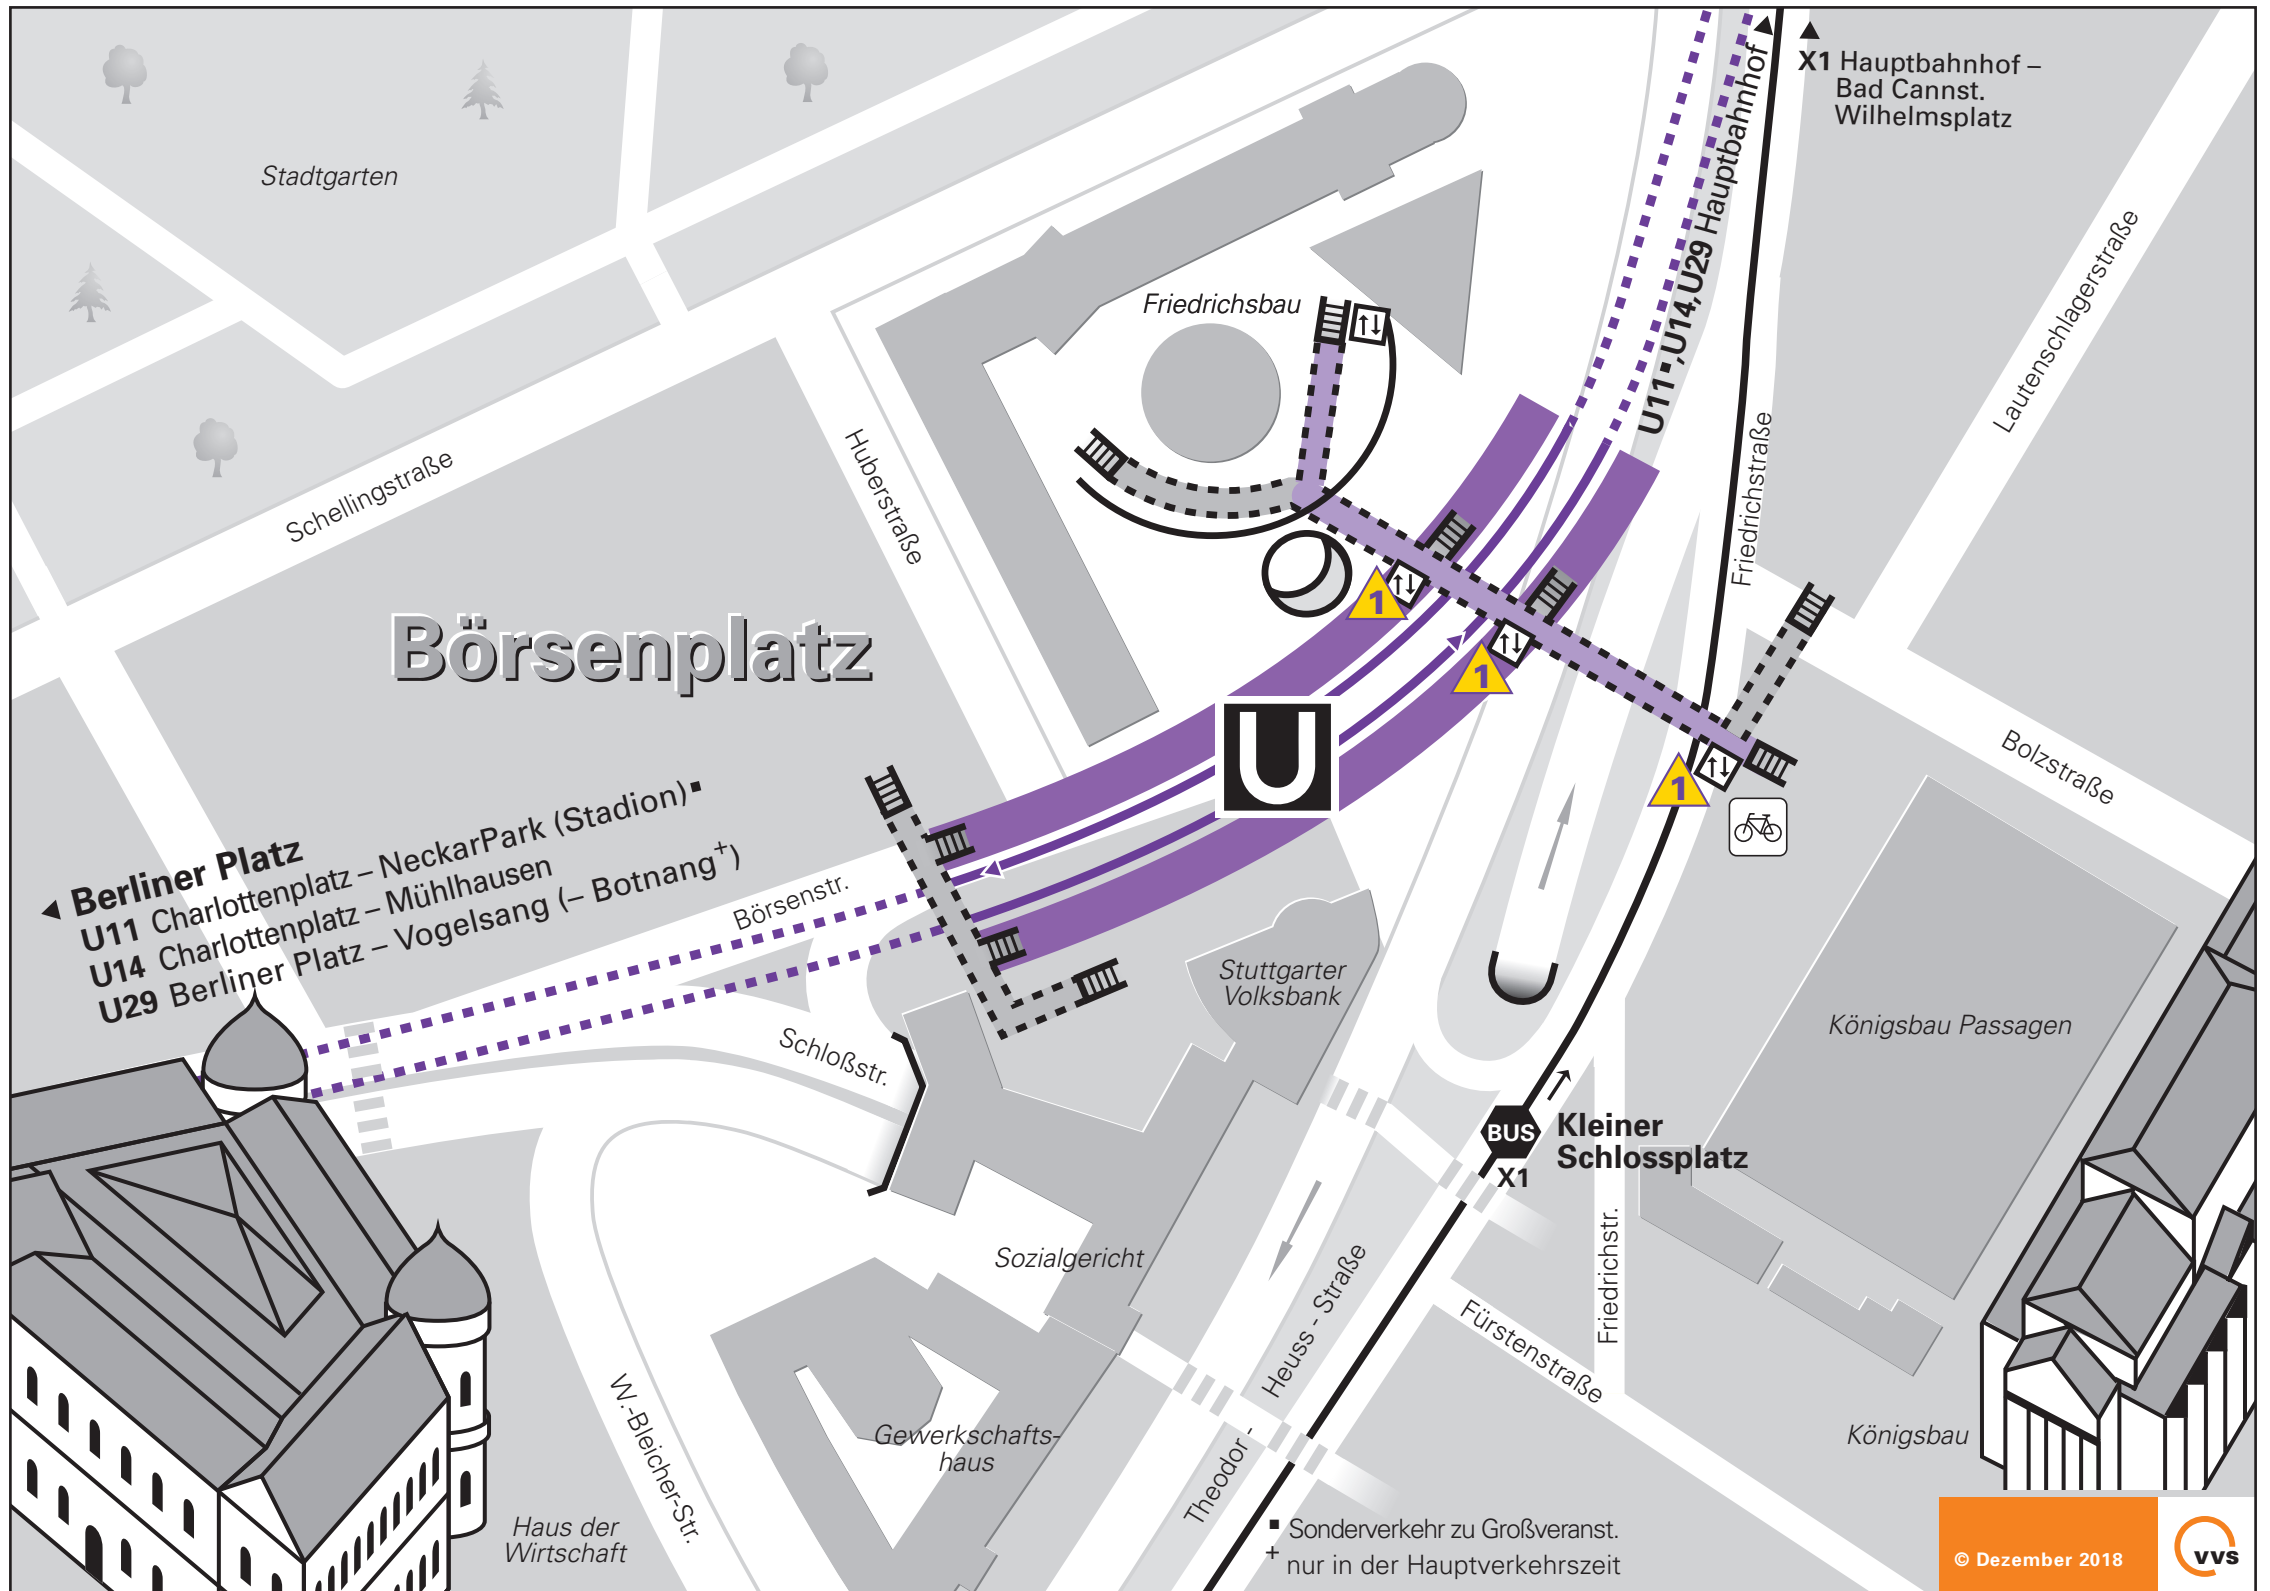 X1 Hauptbahnhof –
Bad Cannst.
Wilhelmsplatz
U11▪,U14,U29 Hauptbahnhof
Stadtgarten
Friedrichsbau
Lautenschlagerstraße
Schellingstraße
Huberstraße
Friedrichstraße
Börsenplatz
1
1
1
U
Bolzstraße
Berliner Platz
U11 Charlottenplatz – NeckarPark (Stadion)▪
U14 Charlottenplatz – Mühlhausen
U29 Berliner Platz – Vogelsang (– Botnang+)
Börsenstr.
Stuttgarter
Volksbank
Schloßstr.
Königsbau Passagen
BUS
X1
Kleiner
Schlossplatz
Sozialgericht
Friedrichstr.
Theodor - Heuss - Straße
Fürstenstraße
W.-Bleicher-Str.
Gewerkschafts-
haus
Königsbau
Haus der
Wirtschaft
▪ Sonderverkehr zu Großveranst.
+ nur in der Hauptverkehrszeit
© Dezember 2018
vvs